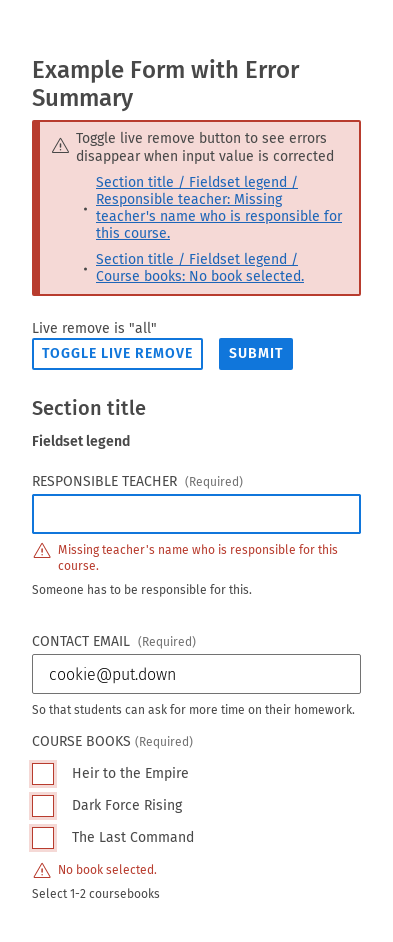 Example Form with Error
Summary
Toggle live remove button to see errors
disappear when input value is corrected
Section title / Fieldset legend /
Responsible teacher: Missing
teacher's name who is responsible for
this course.
Section title / Fieldset legend /
Course books: No book selected.
Live remove is "all"
TOGGLE LIVE REMOVE SUBMIT
Section title
Fieldset legend
RESPONSIBLE TEACHER (Required)
Missing teacher's name who is responsible for this
course.
Someone has to be responsible for this.
CONTACT EMAIL (Required)
cookie@put.down
So that students can ask for more time on their homework.
COURSE BOOKS (Required)
Heir to the Empire
Dark Force Rising
The Last Command
No book selected.
Select 1-2 coursebooks